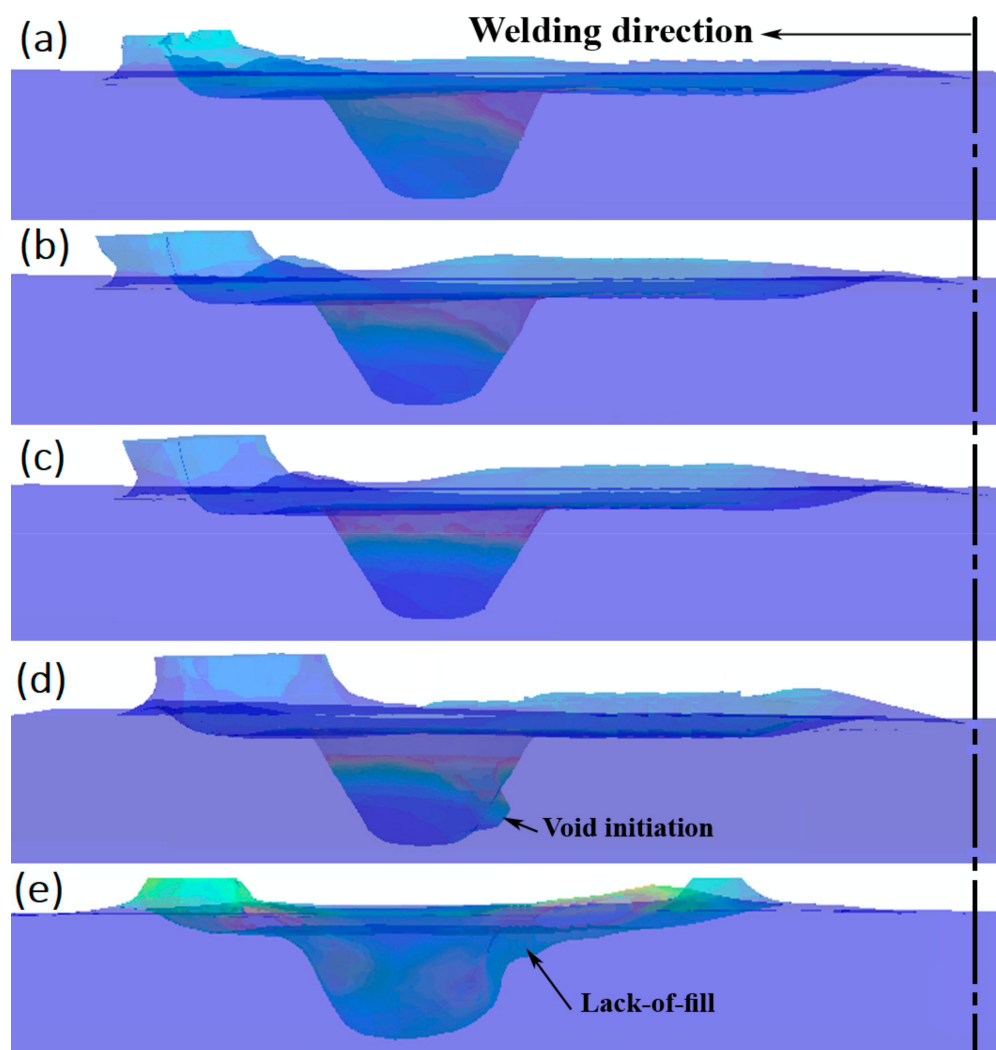 (a)
Welding direction
(b)
(c)
(d)
Void initiation
(e)
Lack-of-fill